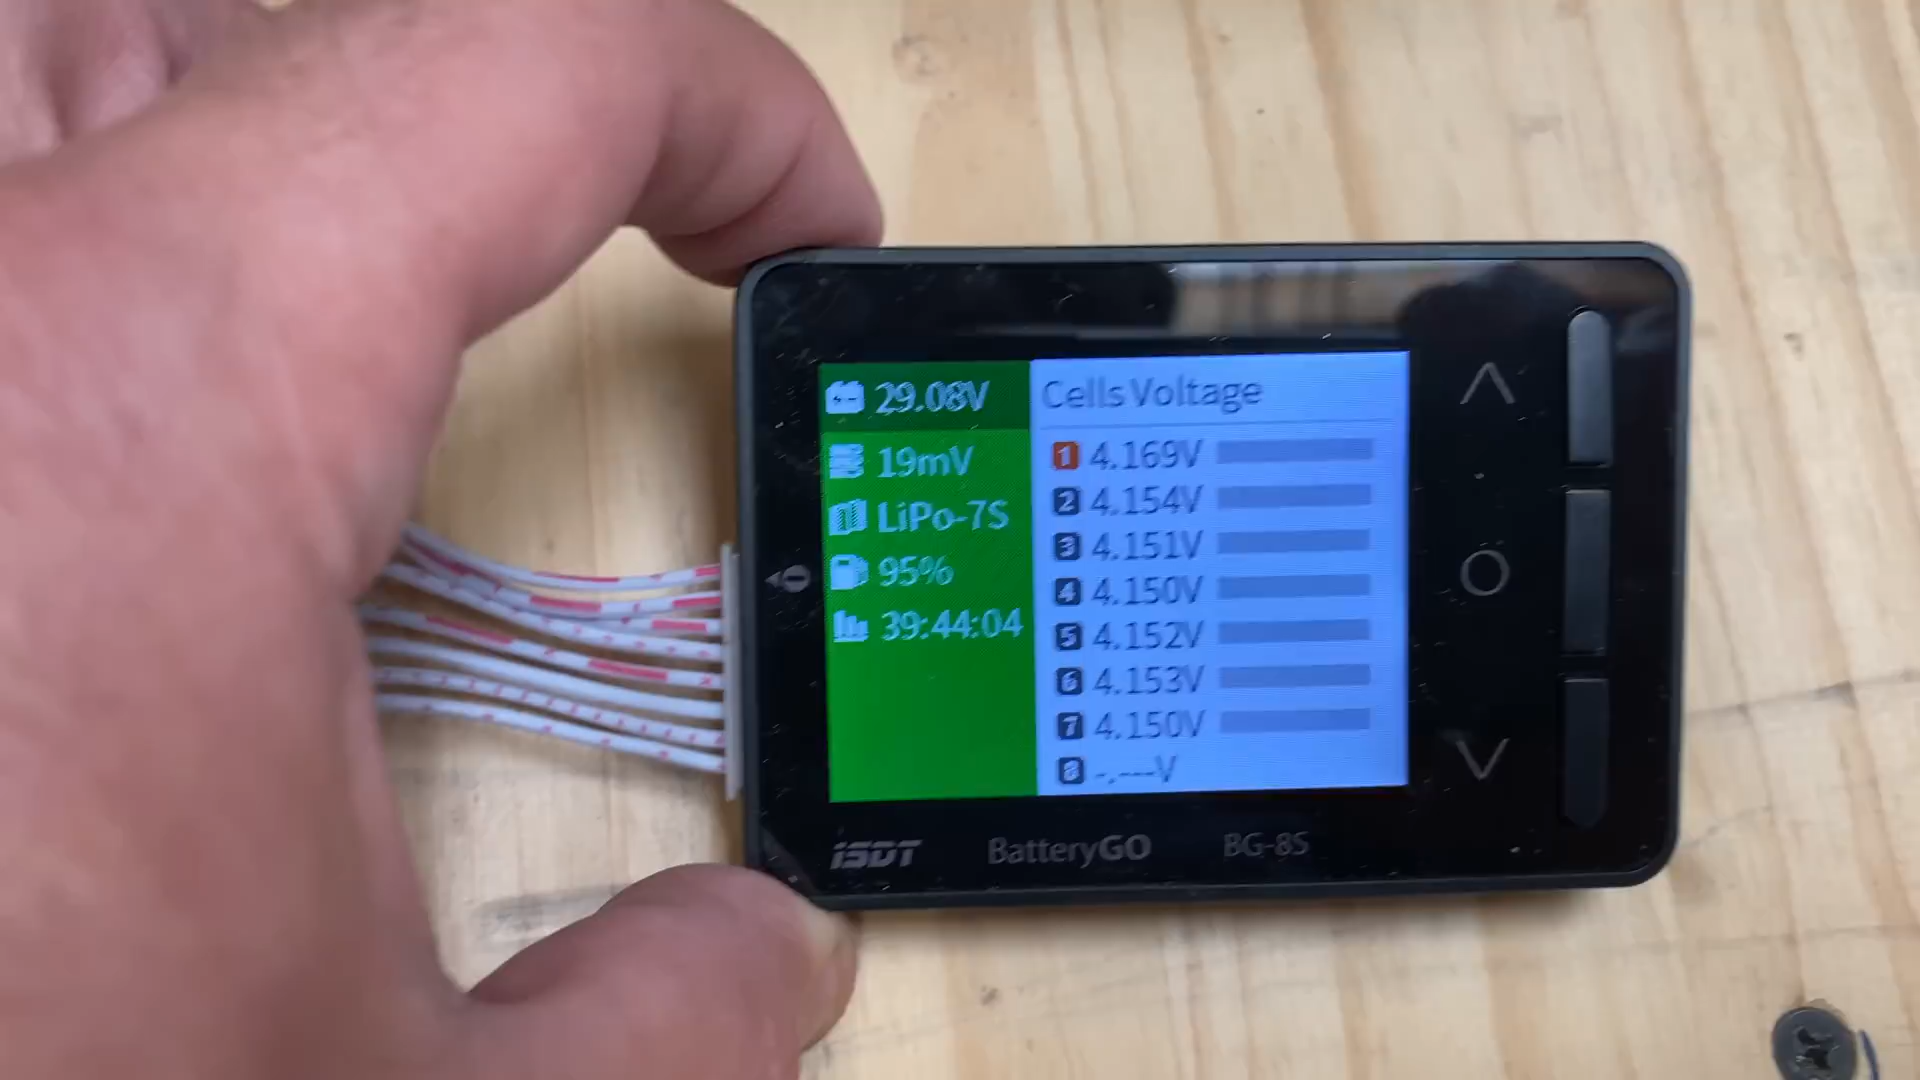 29.08V
19mV
LiPo-7S
95%
39:44:04
Cells Voltage
1 4.169V
2 4.154V
3 4.151V
4 4.150V
5 4.152V
6 4.153V
7 4.150V
8 -.---V
iSDT BatteryGO BG-8S